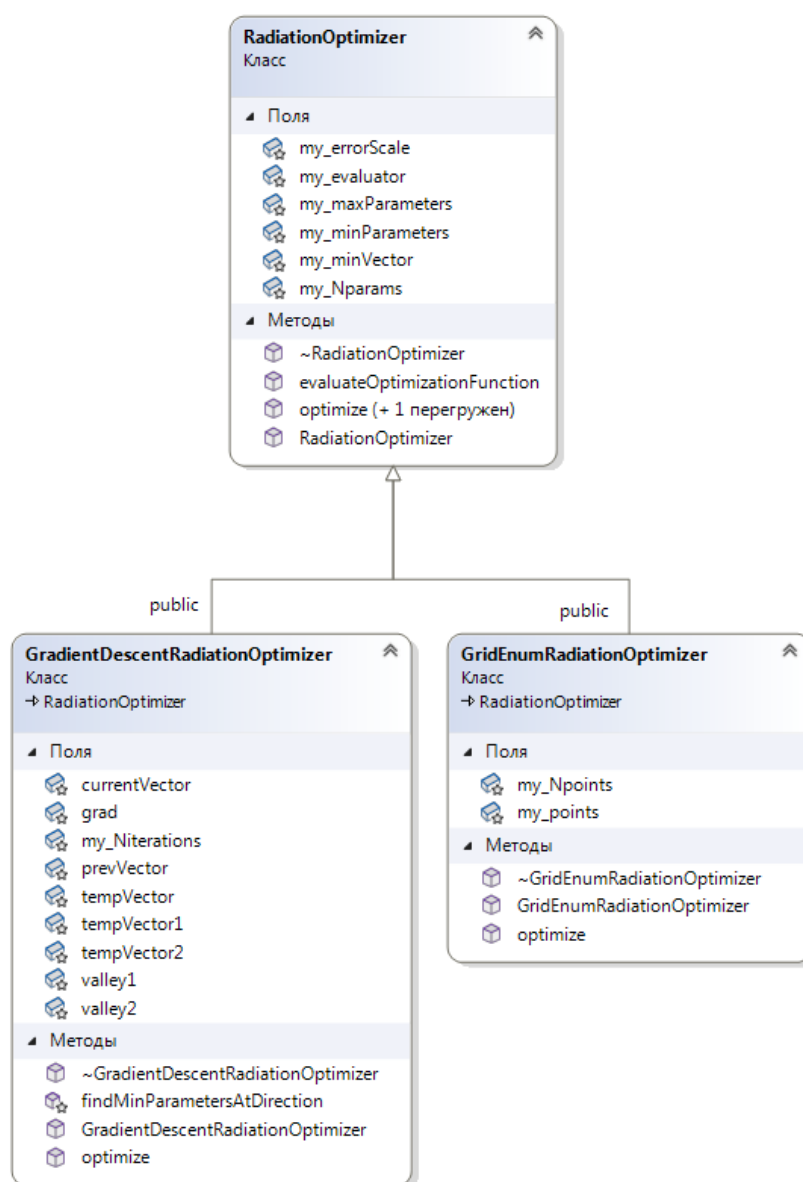 RadiationOptimizer
Класс
Поля
my_errorScale
my_evaluator
my_maxParameters
my_minParameters
my_minVector
my_Nparams
Методы
~RadiationOptimizer
evaluateOptimizationFunction
optimize (+ 1 перегружен)
RadiationOptimizer
public
public
GradientDescentRadiationOptimizer
Класс
RadiationOptimizer
Поля
currentVector
grad
my_Niterations
prevVector
tempVector
tempVector1
tempVector2
valley1
valley2
Методы
~GradientDescentRadiationOptimizer
findMinParametersAtDirection
GradientDescentRadiationOptimizer
optimize
GridEnumRadiationOptimizer
Класс
RadiationOptimizer
Поля
my_Npoints
my_points
Методы
~GridEnumRadiationOptimizer
GridEnumRadiationOptimizer
optimize